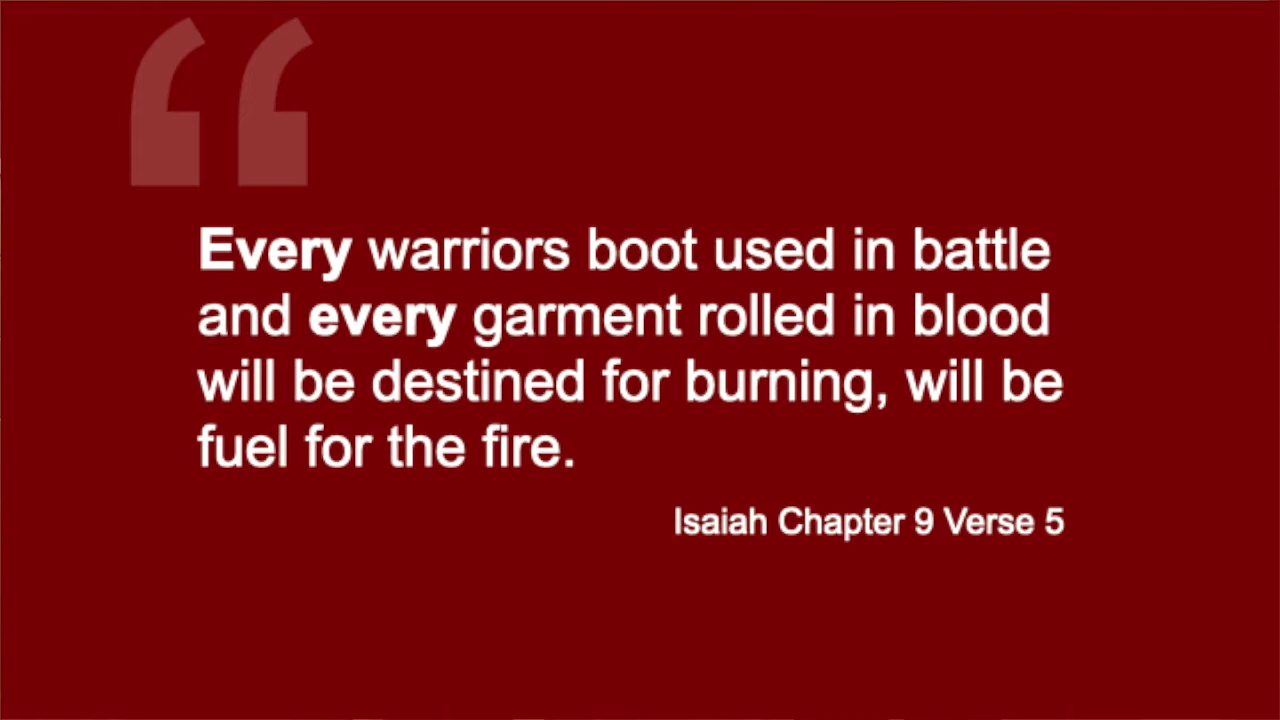 “
Every warriors boot used in battle
and every garment rolled in blood
will be destined for burning, will be
fuel for the fire.
Isaiah Chapter 9 Verse 5